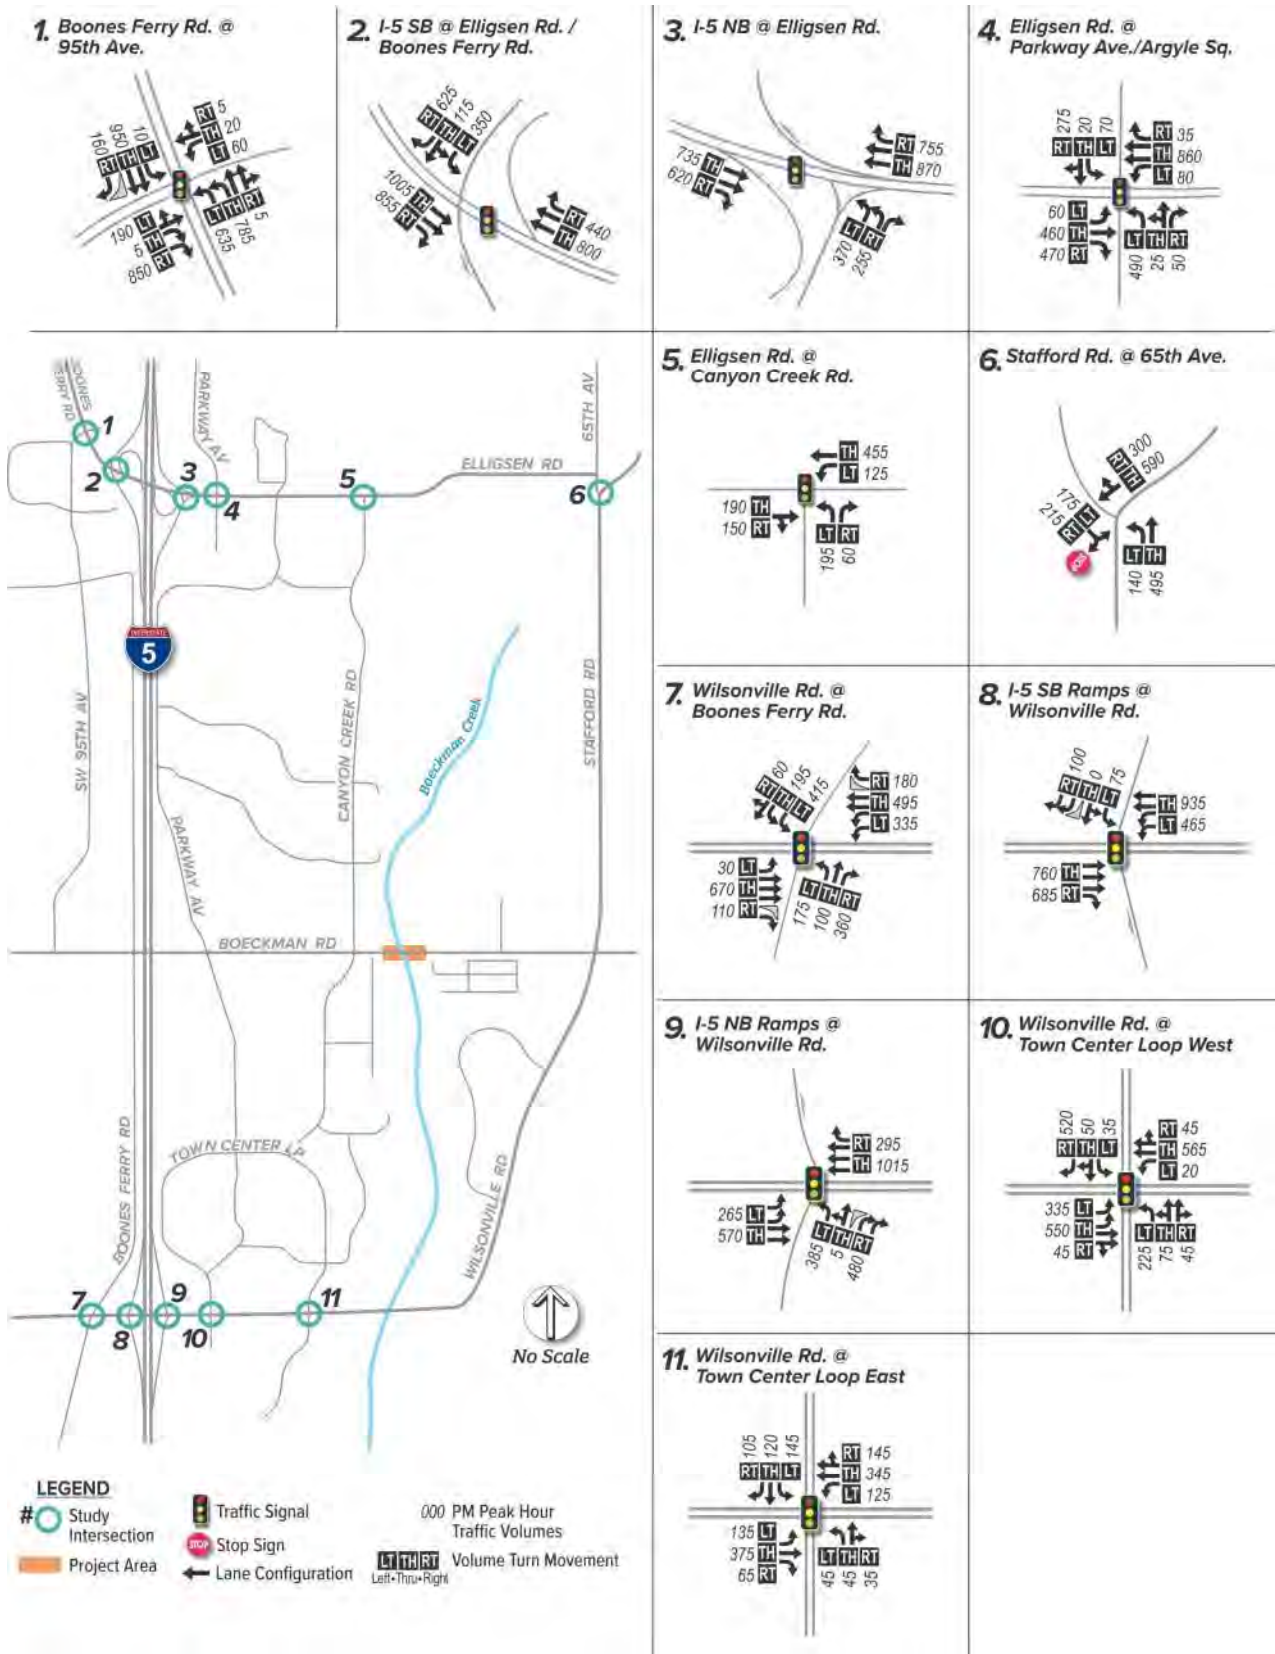 1. Boones Ferry Rd. @
95th Ave.
160 950 10
RT TH LT
RT 5
TH 20
LT 60
190 LT
5 TH
850 RT
LT TH RT
635 785 5
2. I-5 SB @ Elligsen Rd. /
Boones Ferry Rd.
625 115 350
RT TH LT
1005 TH
855 RT
RT 440
TH 800
3. I-5 NB @ Elligsen Rd.
735 TH
620 RT
RT 755
TH 870
LT RT
370 255
4. Elligsen Rd. @
Parkway Ave./Argyle Sq.
275 20 70
RT TH LT
RT 35
TH 860
LT 80
60 LT
460 TH
470 RT
LT TH RT
490 25 50
5. Elligsen Rd. @
Canyon Creek Rd.
TH 455
LT 125
190 TH
150 RT
LT RT
195 60
6. Stafford Rd. @ 65th Ave.
RT 300
TH 590
175 LT
215 RT
STOP
LT TH
140 495
7. Wilsonville Rd. @
Boones Ferry Rd.
60 195 415
RT TH LT
RT 180
TH 495
LT 335
30 LT
670 TH
110 RT
LT TH RT
175 100 360
8. I-5 SB Ramps @
Wilsonville Rd.
100 0 75
RT TH LT
TH 935
LT 465
760 TH
685 RT
9. I-5 NB Ramps @
Wilsonville Rd.
RT 295
TH 1015
265 LT
570 TH
LT TH RT
385 5 480
10. Wilsonville Rd. @
Town Center Loop West
520 50 35
RT TH LT
RT 45
TH 565
LT 20
335 LT
550 TH
45 RT
LT TH RT
225 75 45
11. Wilsonville Rd. @
Town Center Loop East
105 120 145
RT TH LT
RT 145
TH 345
LT 125
135 LT
375 TH
65 RT
LT TH RT
45 45 35
BOONES
FERRY RD
PARKWAY AV
65TH AV
1
2
3
4
5
6
ELLIGSEN RD
INTERSTATE
5
SW 95TH AV
PARKWAY AV
CANYON CREEK RD
Boeckman Creek
STAFFORD RD
BOECKMAN RD
BOONES FERRY RD
TOWN CENTER LP
WILSONVILLE RD
7
8
9
10
11
No Scale
LEGEND
# Study
Intersection
Project Area
Traffic Signal
STOP Stop Sign
Lane Configuration
000 PM Peak Hour
Traffic Volumes
LT TH RT Volume Turn Movement
Left•Thru•Right